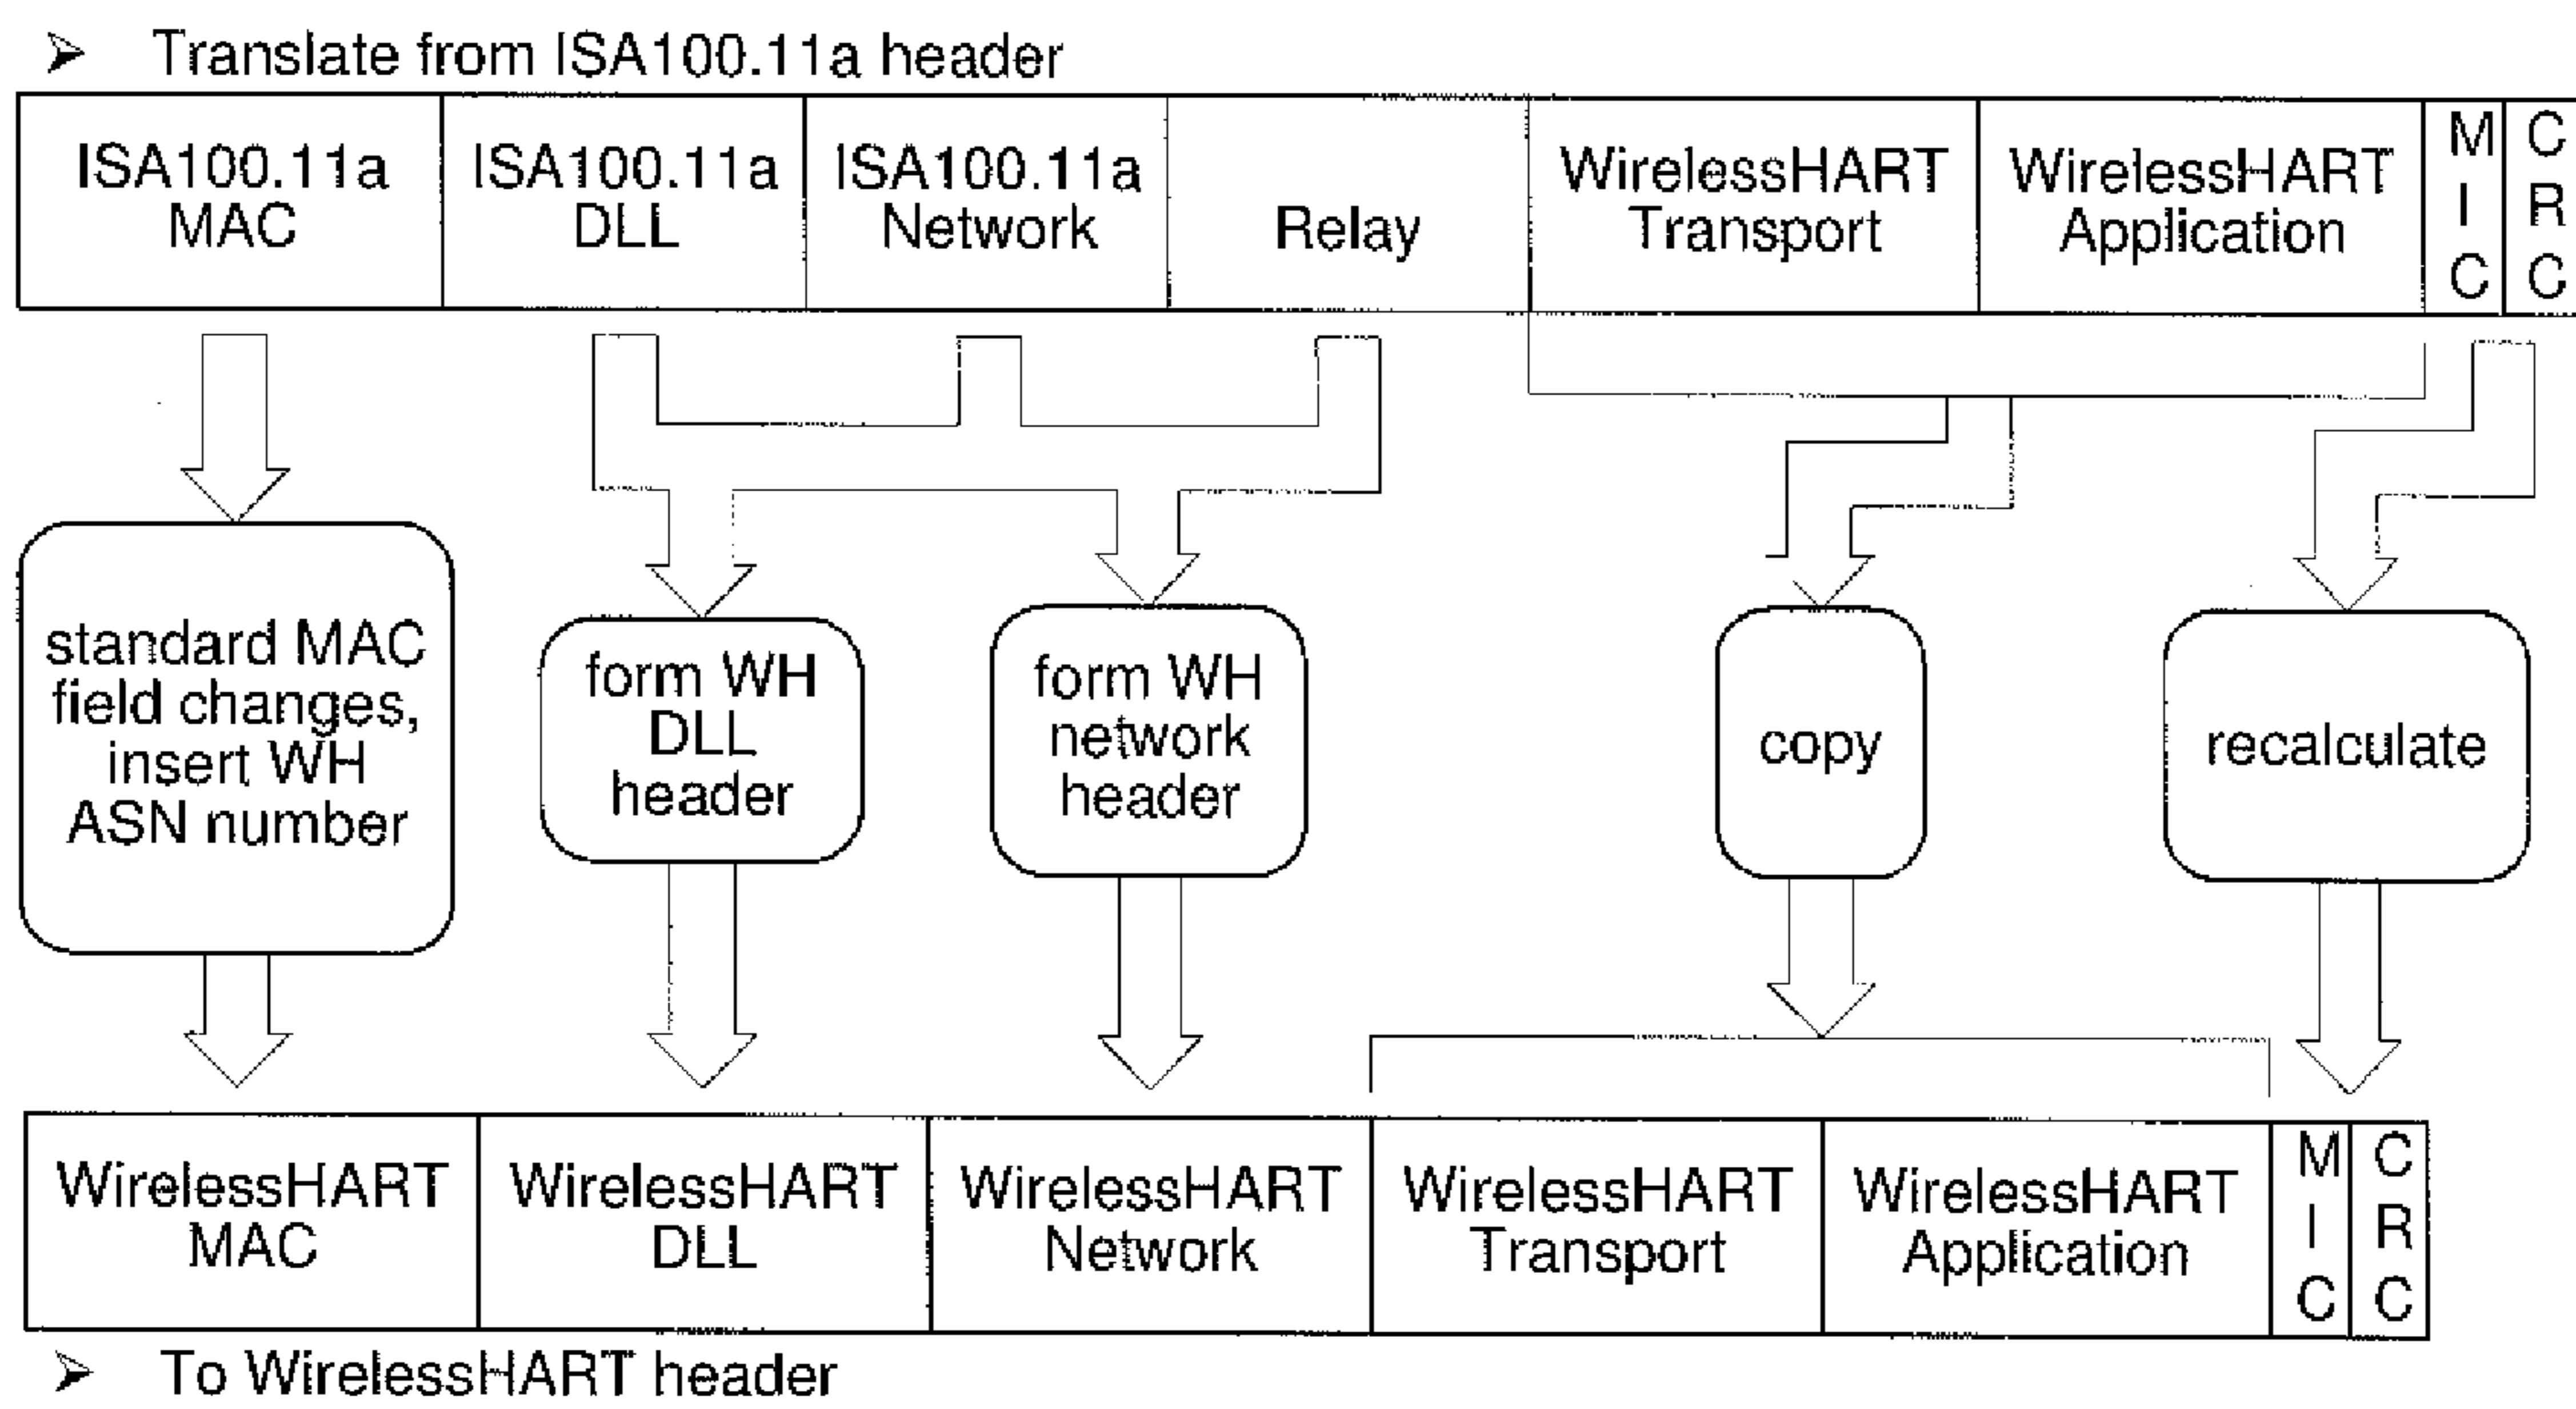 ➢ Translate from ISA100.11a header
ISA100.11a
MAC
ISA100.11a
DLL
ISA100.11a
Network
Relay
WirelessHART
Transport
WirelessHART
Application
M
I
C
C
R
C
standard MAC
field changes,
insert WH
ASN number
form WH
DLL
header
form WH
network
header
copy
recalculate
WirelessHART
MAC
WirelessHART
DLL
WirelessHART
Network
WirelessHART
Transport
WirelessHART
Application
M
I
C
C
R
C
➢ To WirelessHART header